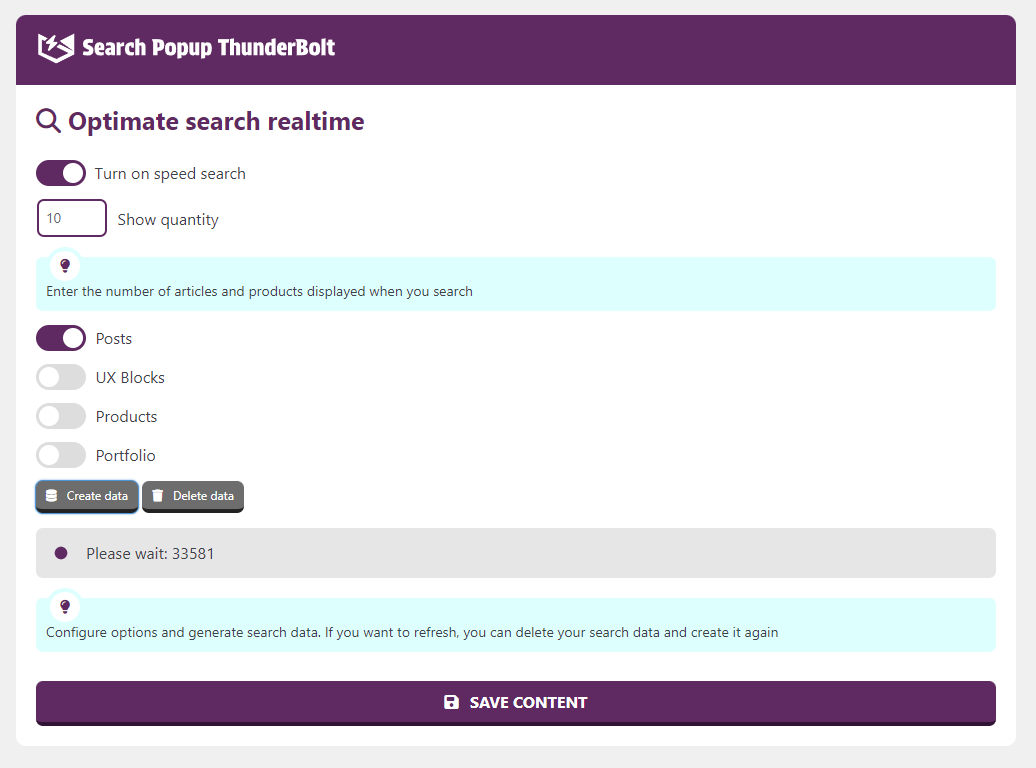 Search Popup ThunderBolt
Optimate search realtime
Turn on speed search
10 Show quantity
Enter the number of articles and products displayed when you search
Posts
UX Blocks
Products
Portfolio
Create data Delete data
Please wait: 33581
Configure options and generate search data. If you want to refresh, you can delete your search data and create it again
SAVE CONTENT